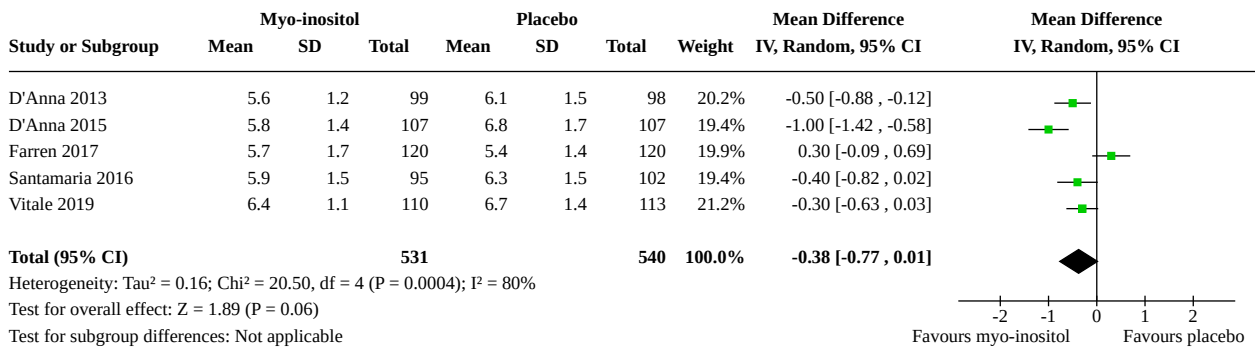 Myo-inositol Placebo Mean Difference Mean Difference
Study or Subgroup Mean SD Total Mean SD Total Weight IV, Random, 95% CI IV, Random, 95% CI
D'Anna 2013 5.6 1.2 99 6.1 1.5 98 20.2% -0.50 [-0.88 , -0.12]
D'Anna 2015 5.8 1.4 107 6.8 1.7 107 19.4% -1.00 [-1.42 , -0.58]
Farren 2017 5.7 1.7 120 5.4 1.4 120 19.9% 0.30 [-0.09 , 0.69]
Santamaria 2016 5.9 1.5 95 6.3 1.5 102 19.4% -0.40 [-0.82 , 0.02]
Vitale 2019 6.4 1.1 110 6.7 1.4 113 21.2% -0.30 [-0.63 , 0.03]
Total (95% CI) 531 540 100.0% -0.38 [-0.77 , 0.01]
Heterogeneity: Tau² = 0.16; Chi² = 20.50, df = 4 (P = 0.0004); I² = 80%
Test for overall effect: Z = 1.89 (P = 0.06) -2 -1 0 1 2
Test for subgroup differences: Not applicable Favours myo-inositol Favours placebo